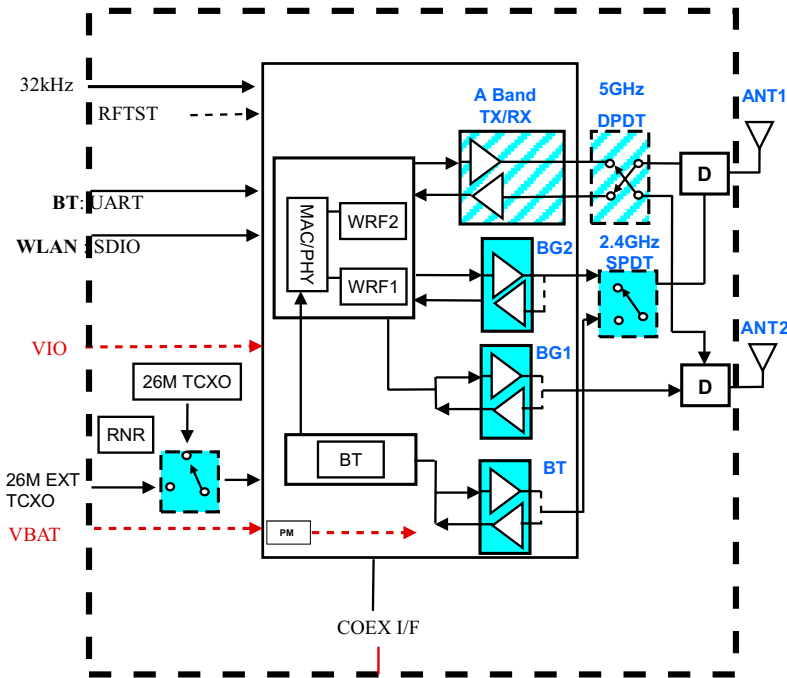 32kHz
RFTST
BT: UART
WLAN : SDIO
VIO
26M TCXO
RNR
26M EXT
TCXO
VBAT
MAC/PHY
WRF2
WRF1
BT
PM
A Band
TX/RX
5GHz
DPDT
ANT1
D
BG2
2.4GHz
SPDT
BG1
ANT2
D
BT
COEX I/F